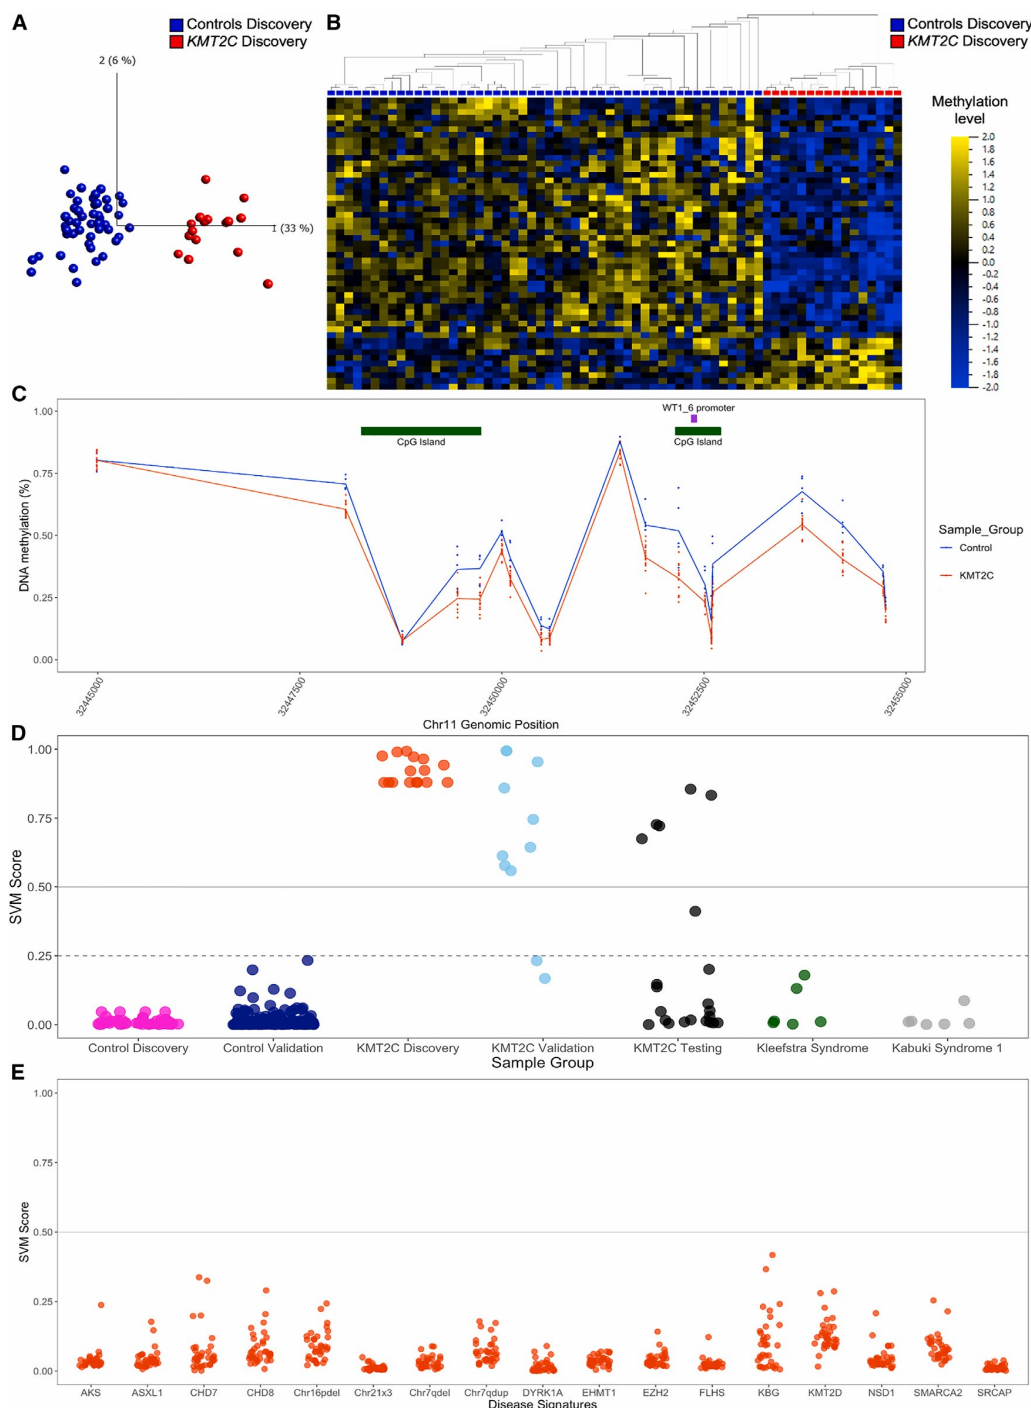 A
Controls Discovery
KMT2C Discovery
2 (6 %)
1 (33 %)
B
Controls Discovery
KMT2C Discovery
Methylation
level
2.0
1.8
1.6
1.4
1.2
1.0
0.8
0.6
0.4
0.2
0.0
-0.2
-0.4
-0.6
-0.8
-1.0
-1.2
-1.4
-1.6
-1.8
-2.0
C
1.00
0.75
0.50
0.25
0.00
DNA methylation (%)
CpG Island
WT1_6 promoter
CpG Island
Sample_Group
Control
KMT2C
32445000
32447500
32450000
32452500
32455000
Chr11 Genomic Position
D
1.00
0.75
0.50
0.25
0.00
SVM Score
Control Discovery
Control Validation
KMT2C Discovery
KMT2C Validation
KMT2C Testing
Kleefstra Syndrome
Kabuki Syndrome 1
Sample Group
E
1.00
0.75
0.50
0.25
0.00
SVM Score
AKS
ASXL1
CHD7
CHD8
Chr16pdel
Chr21x3
Chr7qdel
Chr7qdup
DYRK1A
EHMT1
EZH2
FLHS
KBG
KMT2D
NSD1
SMARCA2
SRCAP
Disease Signatures